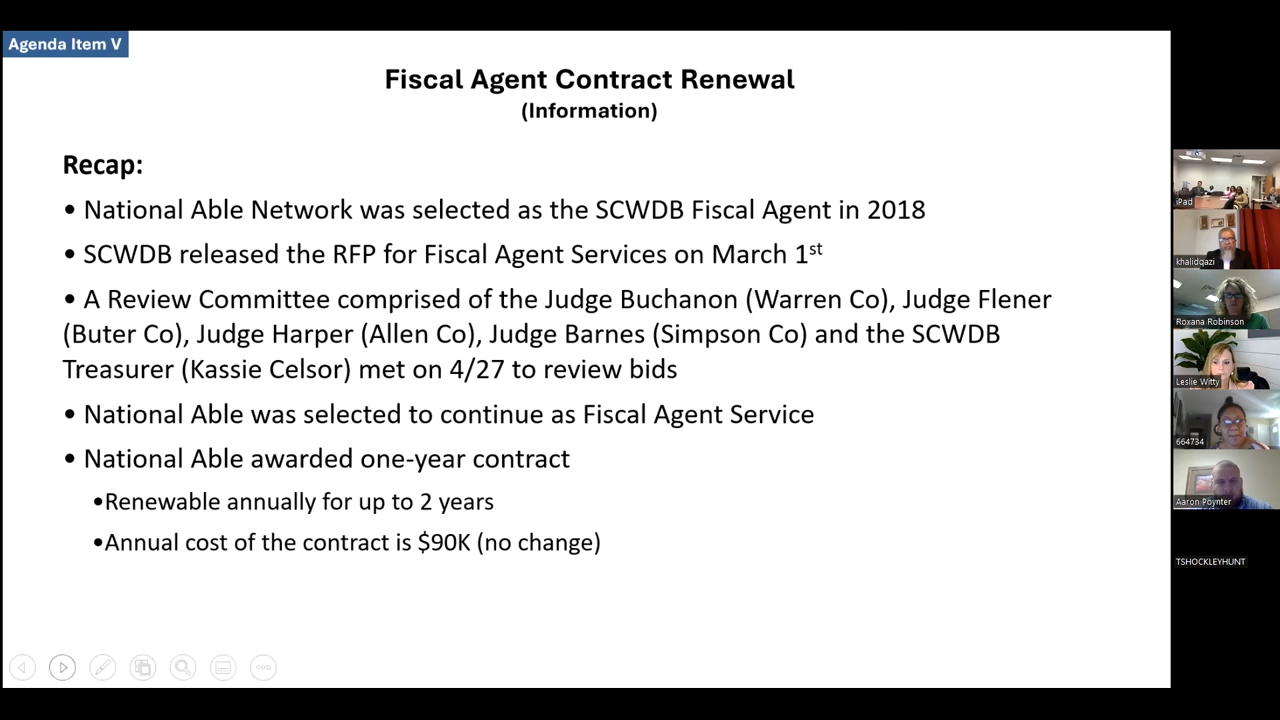 Agenda Item V
Fiscal Agent Contract Renewal
(Information)
Recap:
• National Able Network was selected as the SCWDB Fiscal Agent in 2018
• SCWDB released the RFP for Fiscal Agent Services on March 1st
• A Review Committee comprised of the Judge Buchanon (Warren Co), Judge Flener
(Buter Co), Judge Harper (Allen Co), Judge Barnes (Simpson Co) and the SCWDB
Treasurer (Kassie Celsor) met on 4/27 to review bids
• National Able was selected to continue as Fiscal Agent Service
• National Able awarded one-year contract
•Renewable annually for up to 2 years
•Annual cost of the contract is $90K (no change)
iPad
khalidqazi
Roxana Robinson
Leslie Witty
664734
Aaron Poynter
TSHOCKLEYHUNT